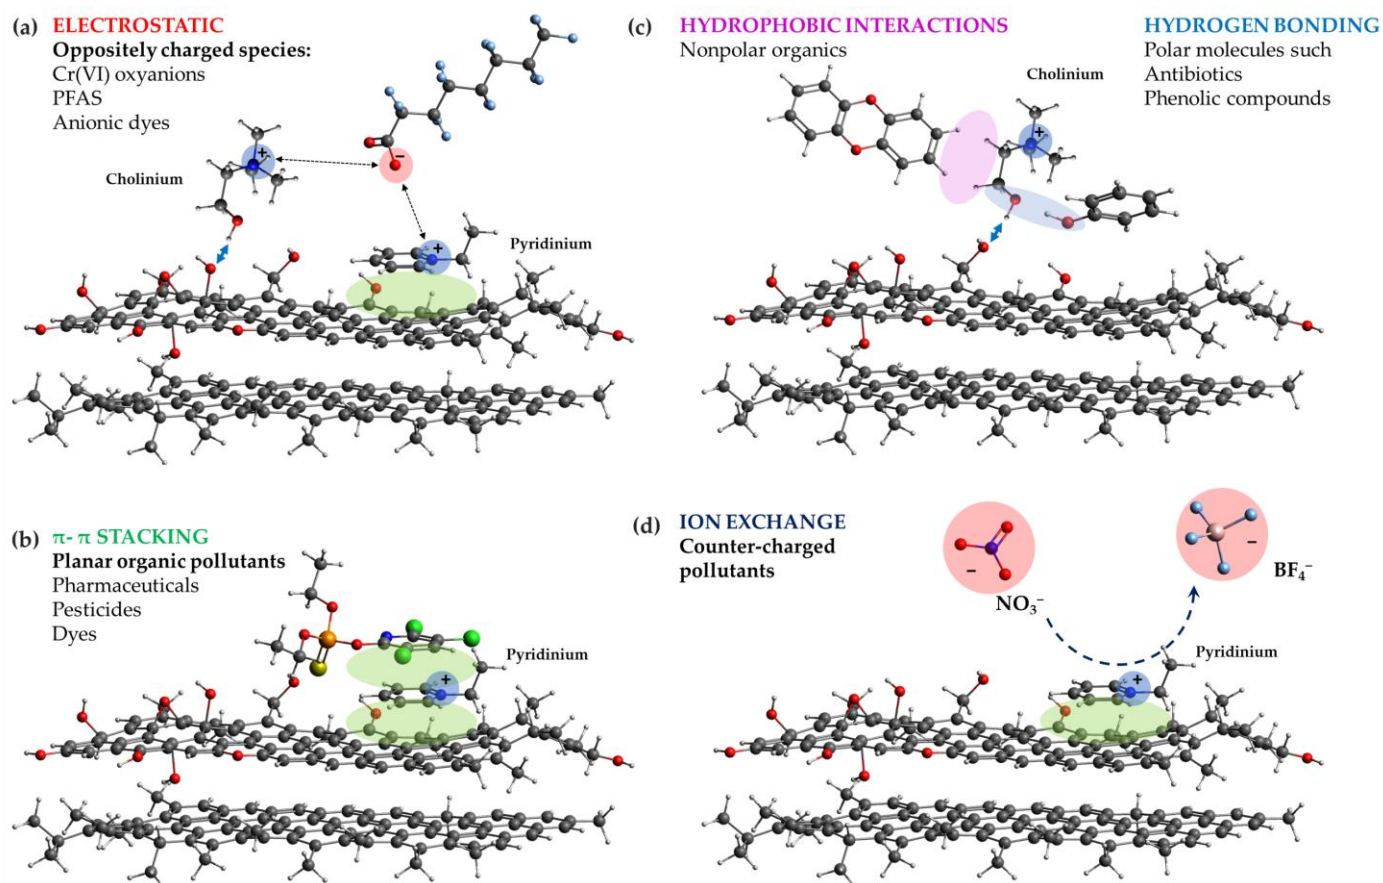 (a) ELECTROSTATIC
Oppositely charged species:
Cr(VI) oxyanions
PFAS
Anionic dyes
+
−
Cholinium
+
Pyridinium
(b) π- π STACKING
Planar organic pollutants
Pharmaceuticals
Pesticides
Dyes
Pyridinium
+
(c) HYDROPHOBIC INTERACTIONS
Nonpolar organics
HYDROGEN BONDING
Polar molecules such
Antibiotics
Phenolic compounds
Cholinium
+
(d) ION EXCHANGE
Counter-charged
pollutants
−
NO₃⁻
−
BF₄⁻
Pyridinium
+